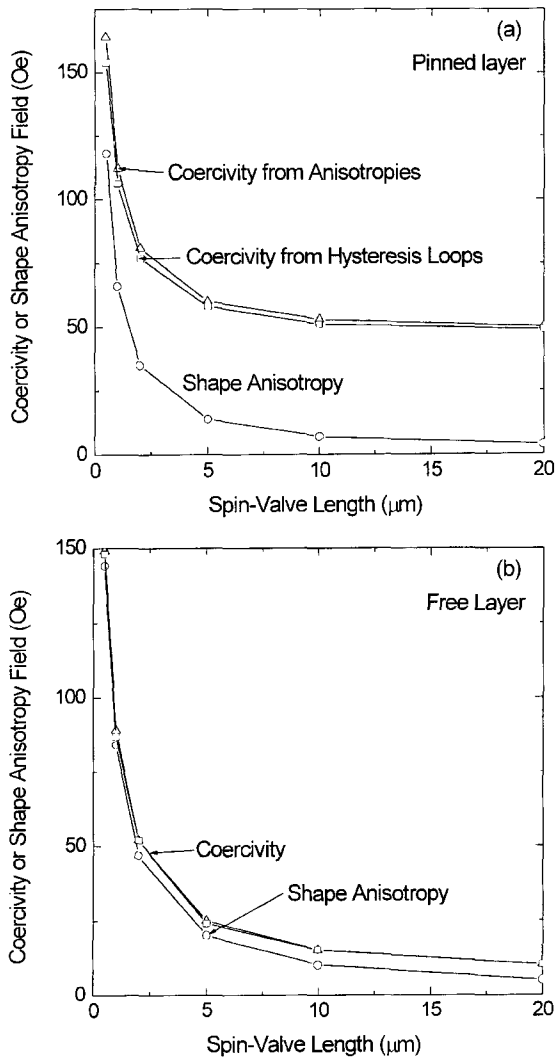 (a)
Pinned layer
150
100
50
0
Coercivity or Shape Anisotropy Field (Oe)
Coercivity from Anisotropies
Coercivity from Hysteresis Loops
Shape Anisotropy
0 5 10 15 20
Spin-Valve Length (μm)
(b)
Free Layer
150
100
50
0
Coercivity or Shape Anisotropy Field (Oe)
Coercivity
Shape Anisotropy
0 5 10 15 20
Spin-Valve Length (μm)